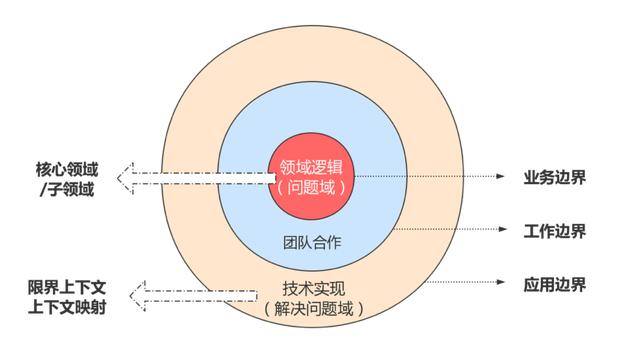 核心领域
/子领域
领域逻辑
（问题域）
业务边界
团队合作
工作边界
限界上下文
上下文映射
技术实现
（解决问题域）
应用边界